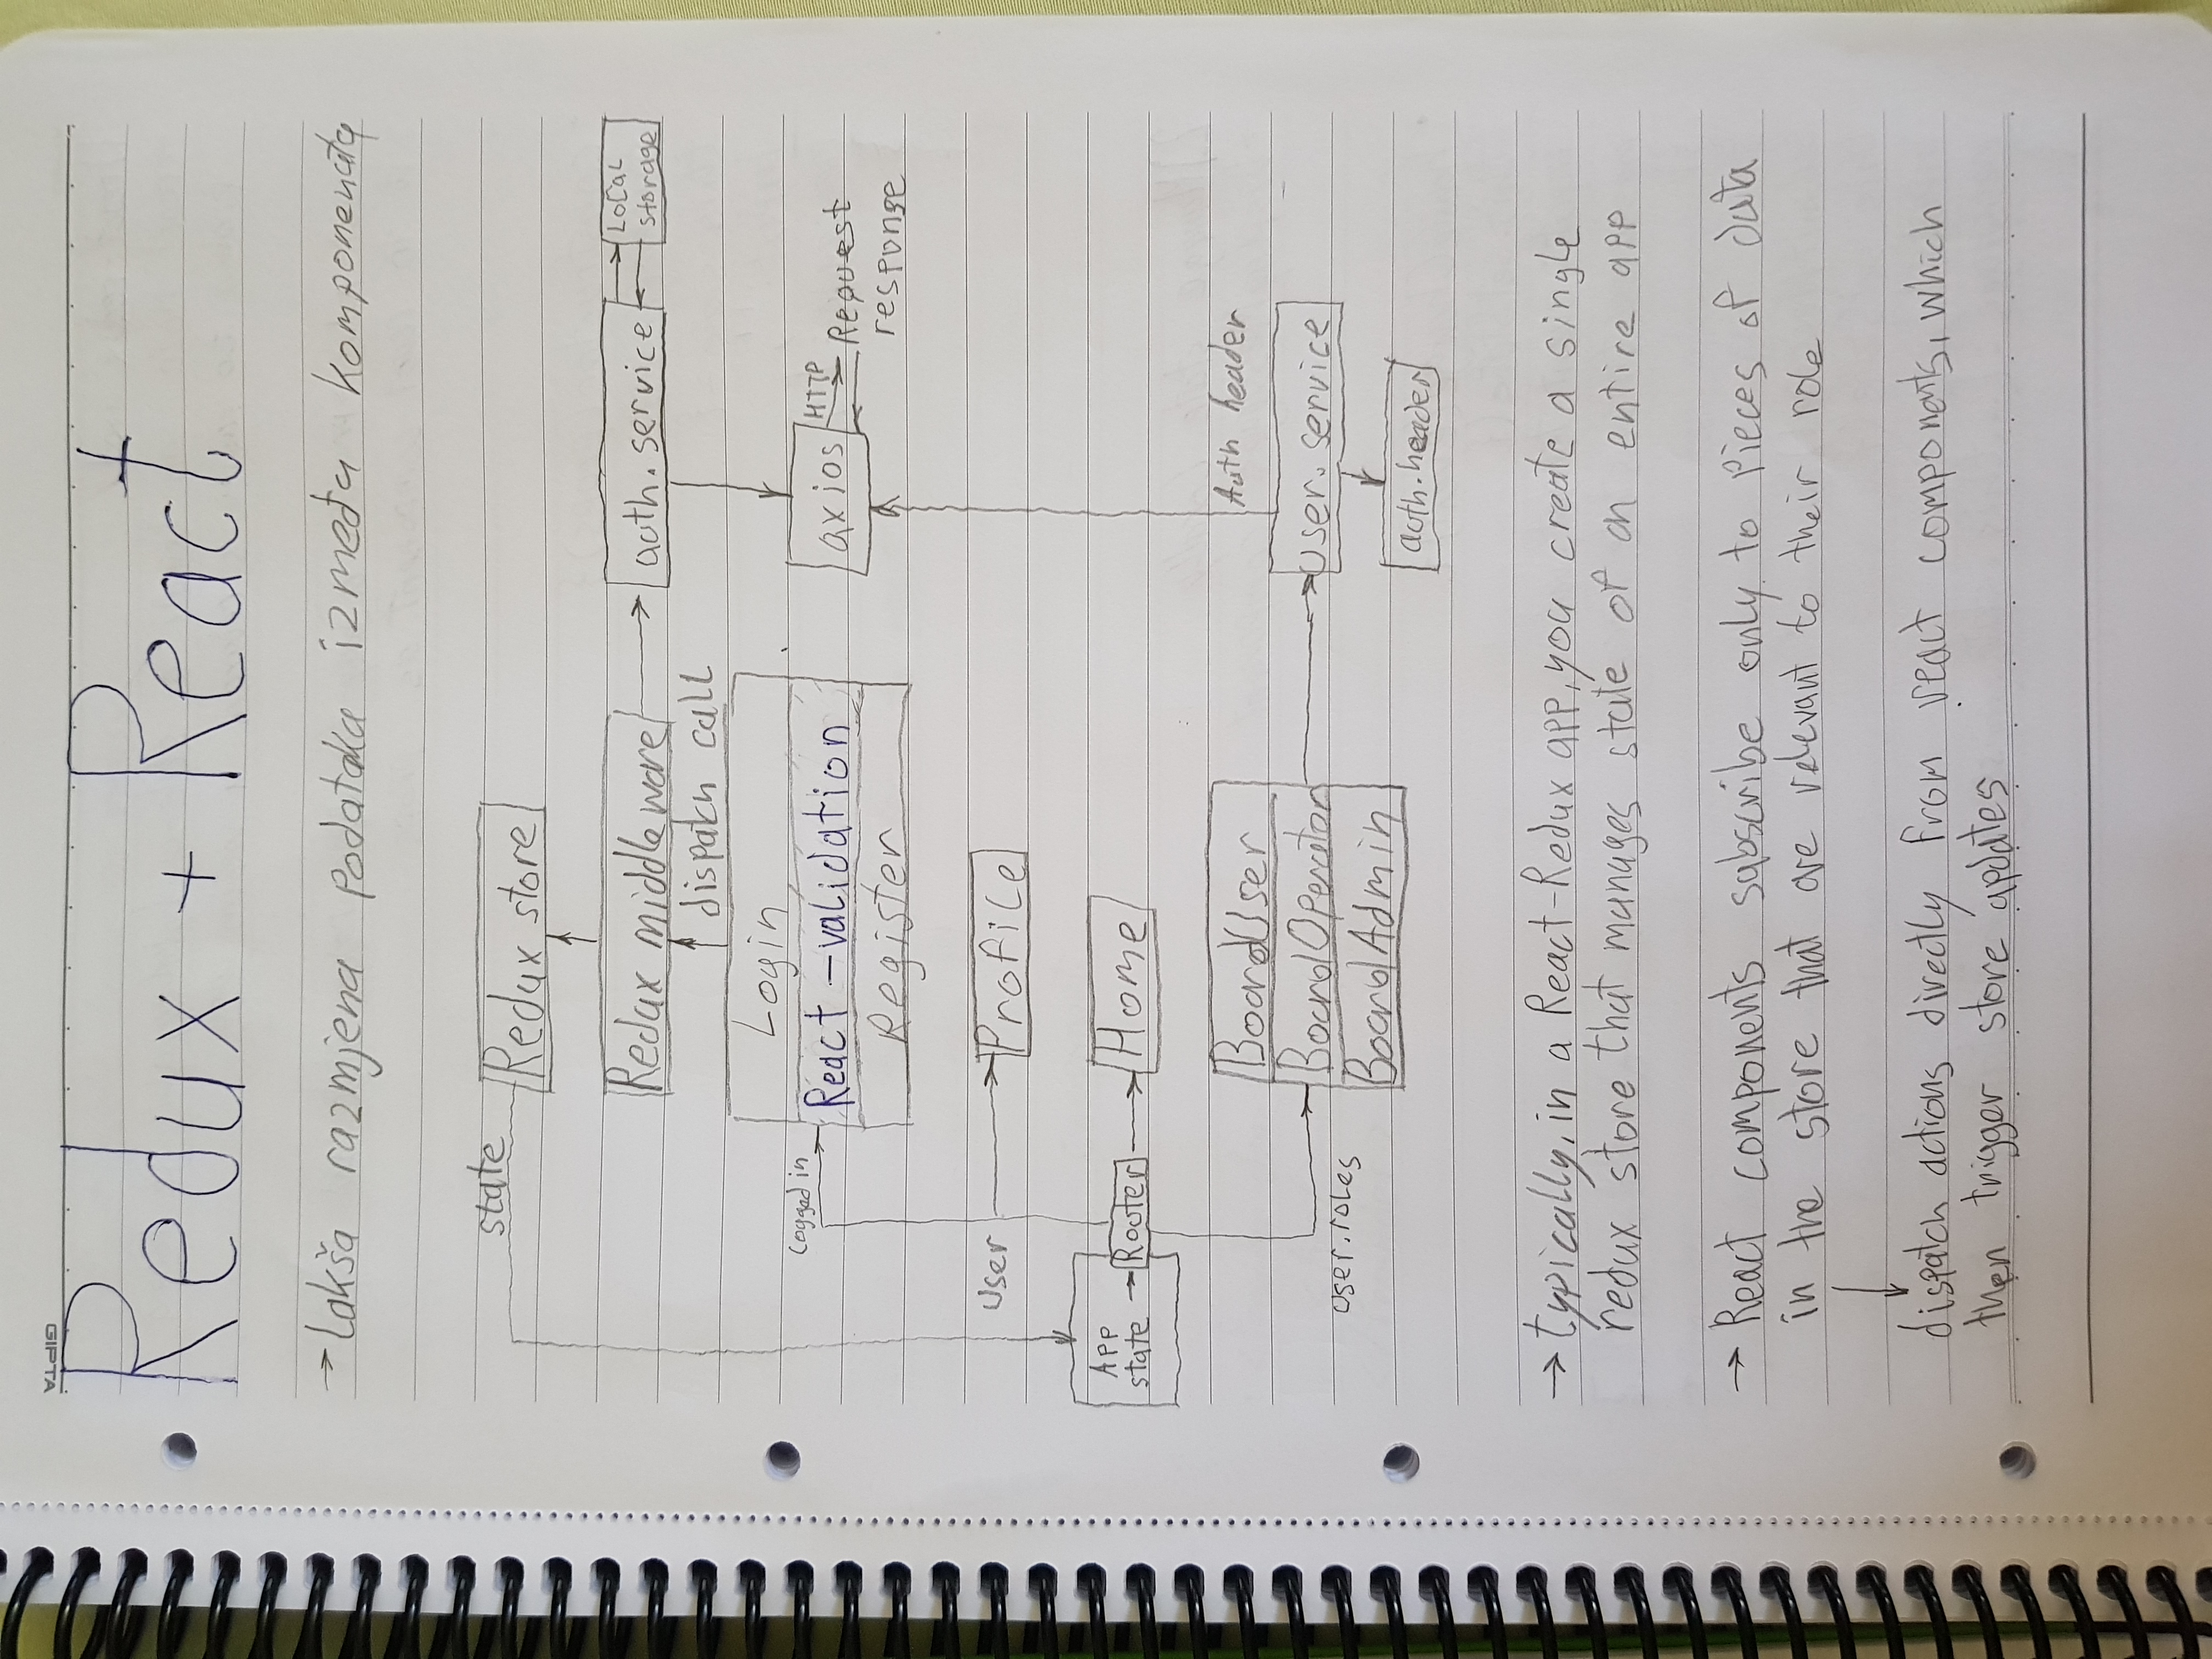 GIPTA
Redux + React
→ Lakša razmjena podataka između komponenata
state
Redux store
Redux middleware
auth.service
Local
storage
dispatch call
Login
Logged in
React-validation
axios
HTTP
Request
response
Register
User
Profile
App
state
Router
Home
BoardUser
Auth header
BoardOperator
user.service
user.roles
BoardAdmin
auth.header
→ typically, in a React-Redux app, you create a single
redux store that manages state of an entire app
→ React components subscribe only to pieces of data
in the store that are relevant to their role
dispatch actions directly from react components, which
then trigger store updates